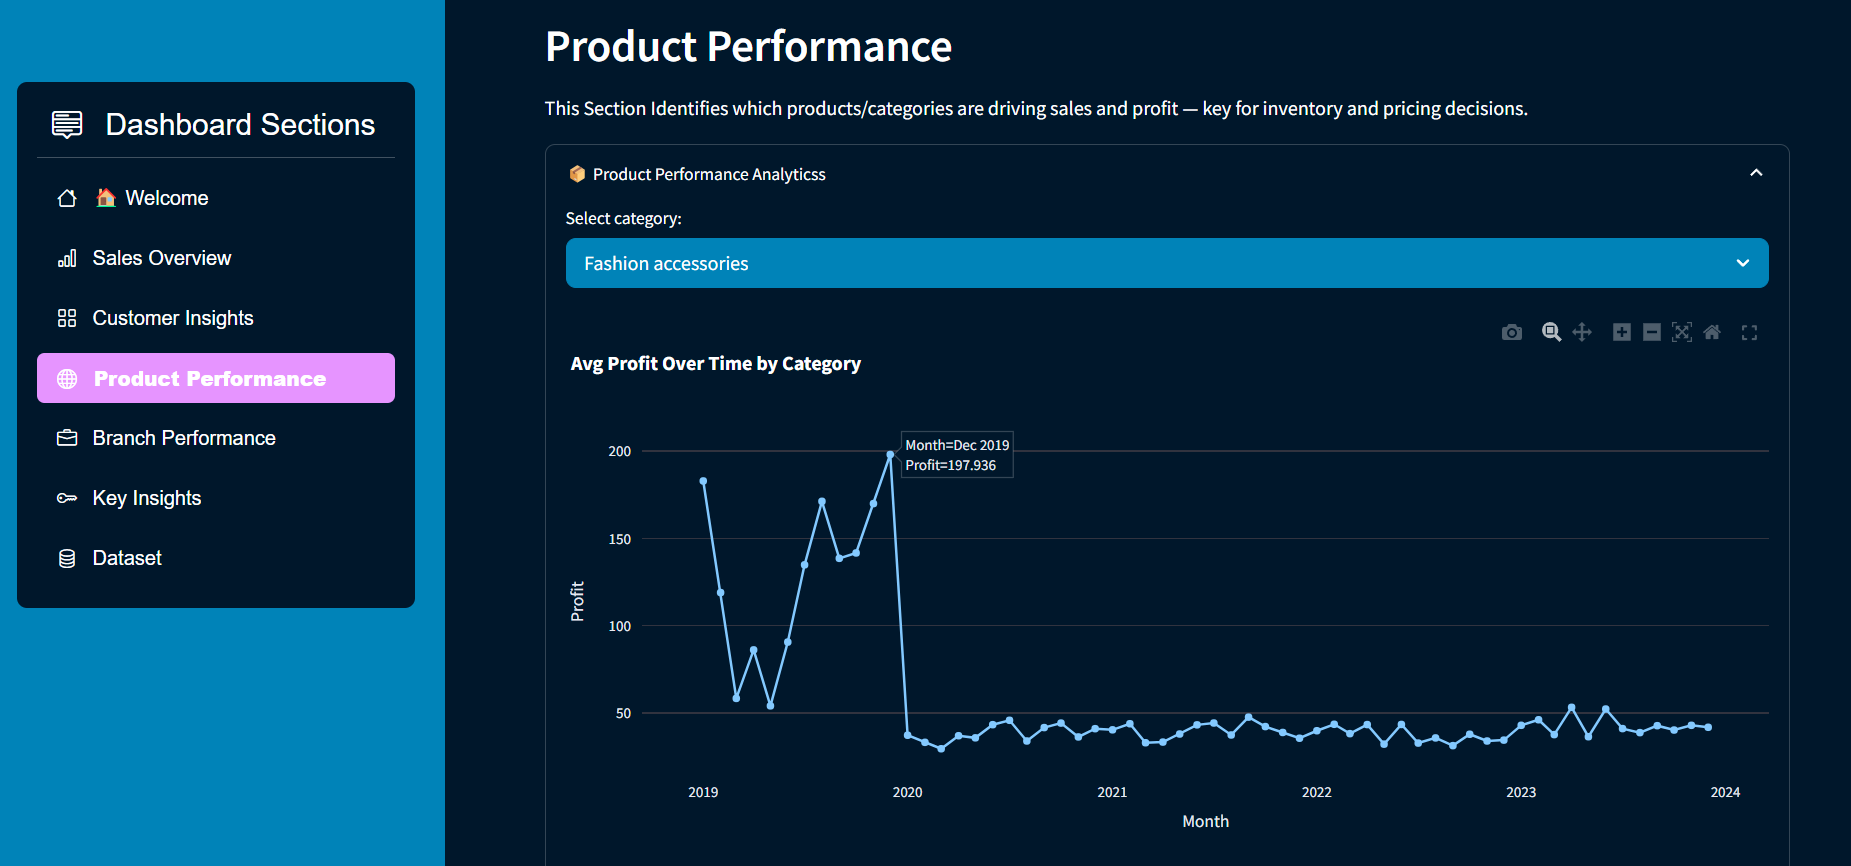 Dashboard Sections
Welcome
Sales Overview
Customer Insights
Product Performance
Branch Performance
Key Insights
Dataset
Product Performance
This Section Identifies which products/categories are driving sales and profit — key for inventory and pricing decisions.
Product Performance Analyticss
Select category:
Fashion accessories
Avg Profit Over Time by Category
Month=Dec 2019
Profit=197.936
200
150
100
50
Profit
2019
2020
2021
2022
2023
2024
Month